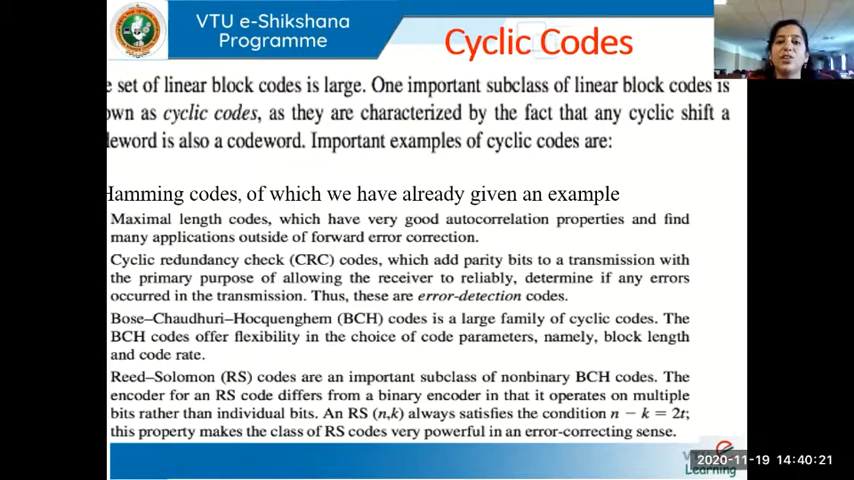 VTU e-Shikshana
Programme
Cyclic Codes
e set of linear block codes is large. One important subclass of linear block codes is
own as cyclic codes, as they are characterized by the fact that any cyclic shift a
deword is also a codeword. Important examples of cyclic codes are:
Hamming codes, of which we have already given an example
Maximal length codes, which have very good autocorrelation properties and find
many applications outside of forward error correction.
Cyclic redundancy check (CRC) codes, which add parity bits to a transmission with
the primary purpose of allowing the receiver to reliably, determine if any errors
occurred in the transmission. Thus, these are error-detection codes.
Bose–Chaudhuri–Hocquenghem (BCH) codes is a large family of cyclic codes. The
BCH codes offer flexibility in the choice of code parameters, namely, block length
and code rate.
Reed–Solomon (RS) codes are an important subclass of nonbinary BCH codes. The
encoder for an RS code differs from a binary encoder in that it operates on multiple
bits rather than individual bits. An RS (n,k) always satisfies the condition n − k = 2t;
this property makes the class of RS codes very powerful in an error-correcting sense.
2020-11-19 14:40:21
Learning